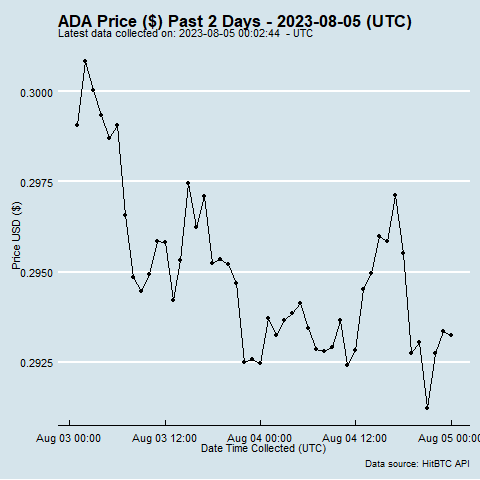 ADA Price ($) Past 2 Days - 2023-08-05 (UTC)
Latest data collected on: 2023-08-05 00:02:44 - UTC
0.3000
0.2975
0.2950
0.2925
Price USD ($)
Aug 03 00:00 Aug 03 12:00 Aug 04 00:00 Aug 04 12:00 Aug 05 00:00
Date Time Collected (UTC)
Data source: HitBTC API